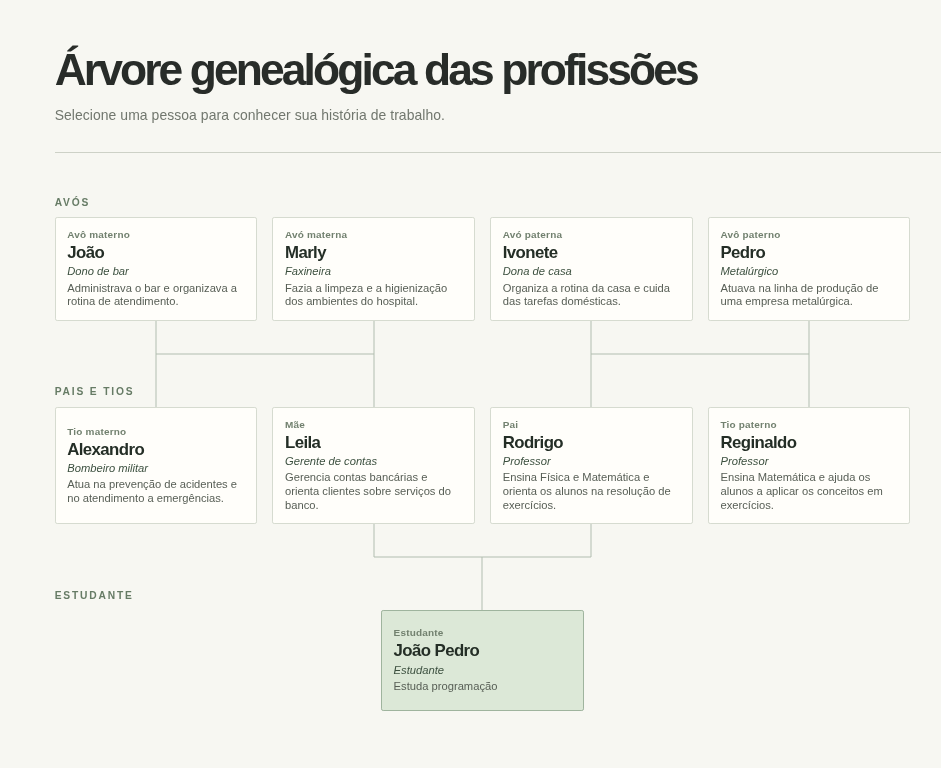 Árvore genealógica das profissões
Selecione uma pessoa para conhecer sua história de trabalho.
AVÓS
Avô materno
João
Dono de bar
Administrava o bar e organizava a
rotina de atendimento.
Avó materna
Marly
Faxineira
Fazia a limpeza e a higienização
dos ambientes do hospital.
Avó paterna
Ivonete
Dona de casa
Organiza a rotina da casa e cuida
das tarefas domésticas.
Avô paterno
Pedro
Metalúrgico
Atuava na linha de produção de
uma empresa metalúrgica.
PAIS E TIOS
Tio materno
Alexandro
Bombeiro militar
Atua na prevenção de acidentes e
no atendimento a emergências.
Mãe
Leila
Gerente de contas
Gerencia contas bancárias e
orienta clientes sobre serviços do
banco.
Pai
Rodrigo
Professor
Ensina Física e Matemática e
orienta os alunos na resolução de
exercícios.
Tio paterno
Reginaldo
Professor
Ensina Matemática e ajuda os
alunos a aplicar os conceitos em
exercícios.
ESTUDANTE
Estudante
João Pedro
Estudante
Estuda programação